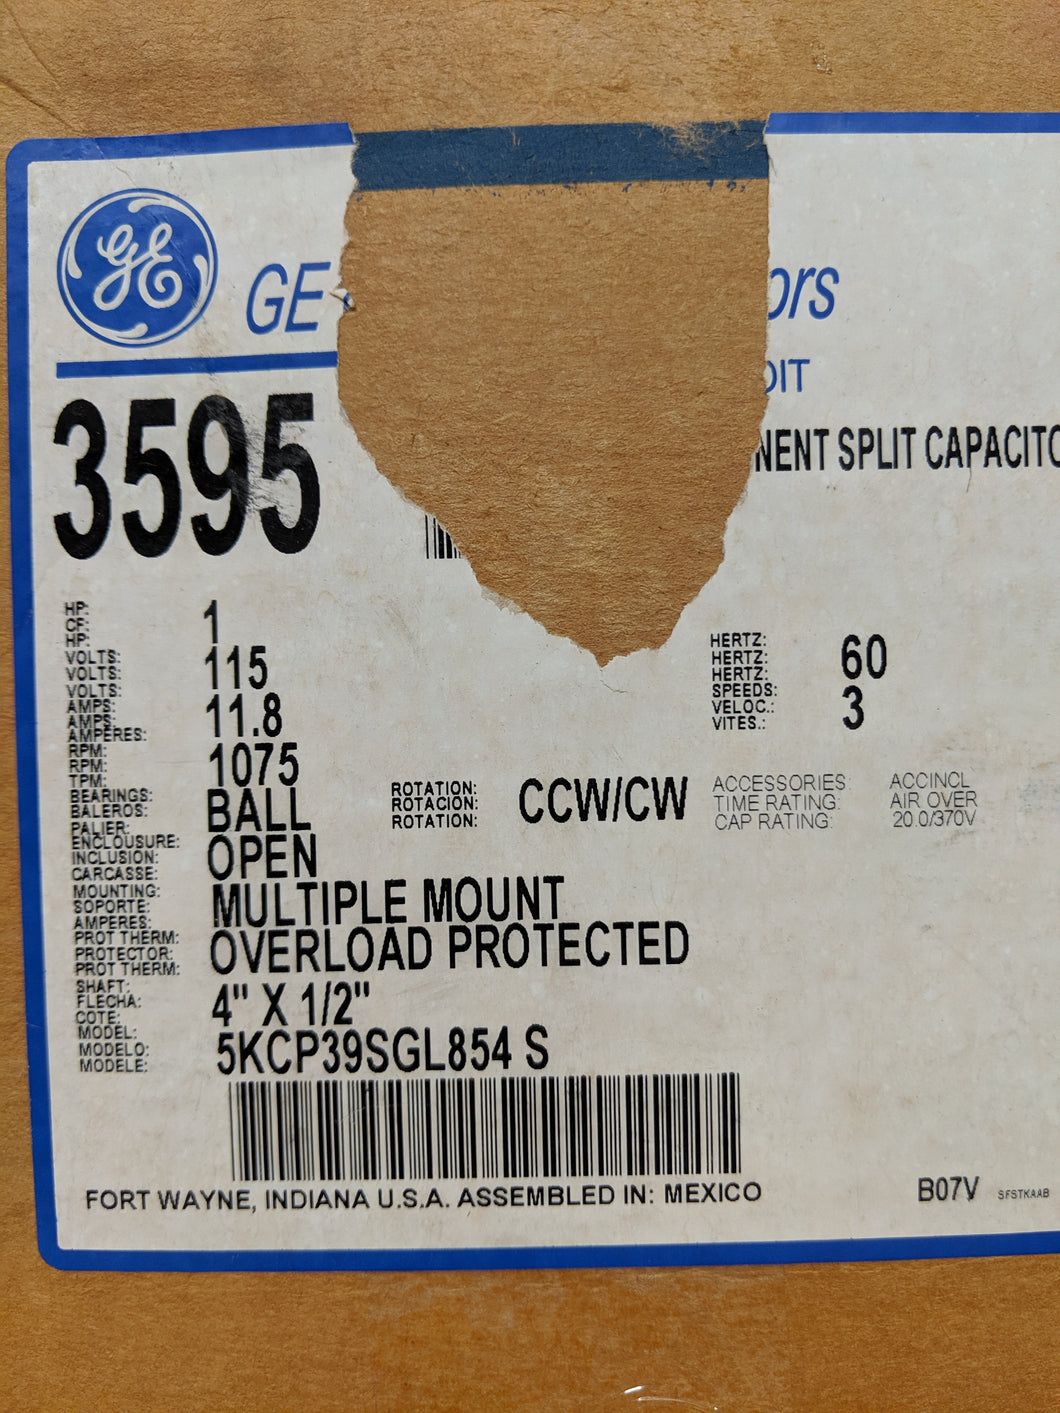 GE
GE
ors
3595
NENT SPLIT CAPACITO
HP:
CF:
HP:
1
VOLTS:
VOLTS:
VOLTS:
115
AMPS:
AMPS:
AMPERES:
11.8
RPM:
RPM:
TPM:
1075
BEARINGS:
BALEROS:
PALIER:
BALL
ENCLOUSURE:
INCLUSION:
CARCASSE:
OPEN
MOUNTING:
SOPORTE:
AMPERES:
MULTIPLE MOUNT
PROT THERM:
PROTECTOR:
PROT THERM:
OVERLOAD PROTECTED
SHAFT:
FLECHA:
COTE:
4" X 1/2"
MODEL:
MODELO:
MODELE:
5KCP39SGL854 S
HERTZ:
HERTZ:
HERTZ:
60
SPEEDS:
VELOC.:
VITES.:
3
ROTATION:
ROTACION:
ROTATION:
CCW/CW
ACCESSORIES: ACCINCL
TIME RATING: AIR OVER
CAP RATING: 20.0/370V
FORT WAYNE, INDIANA U.S.A. ASSEMBLED IN: MEXICO
B07V SFSTKAAB